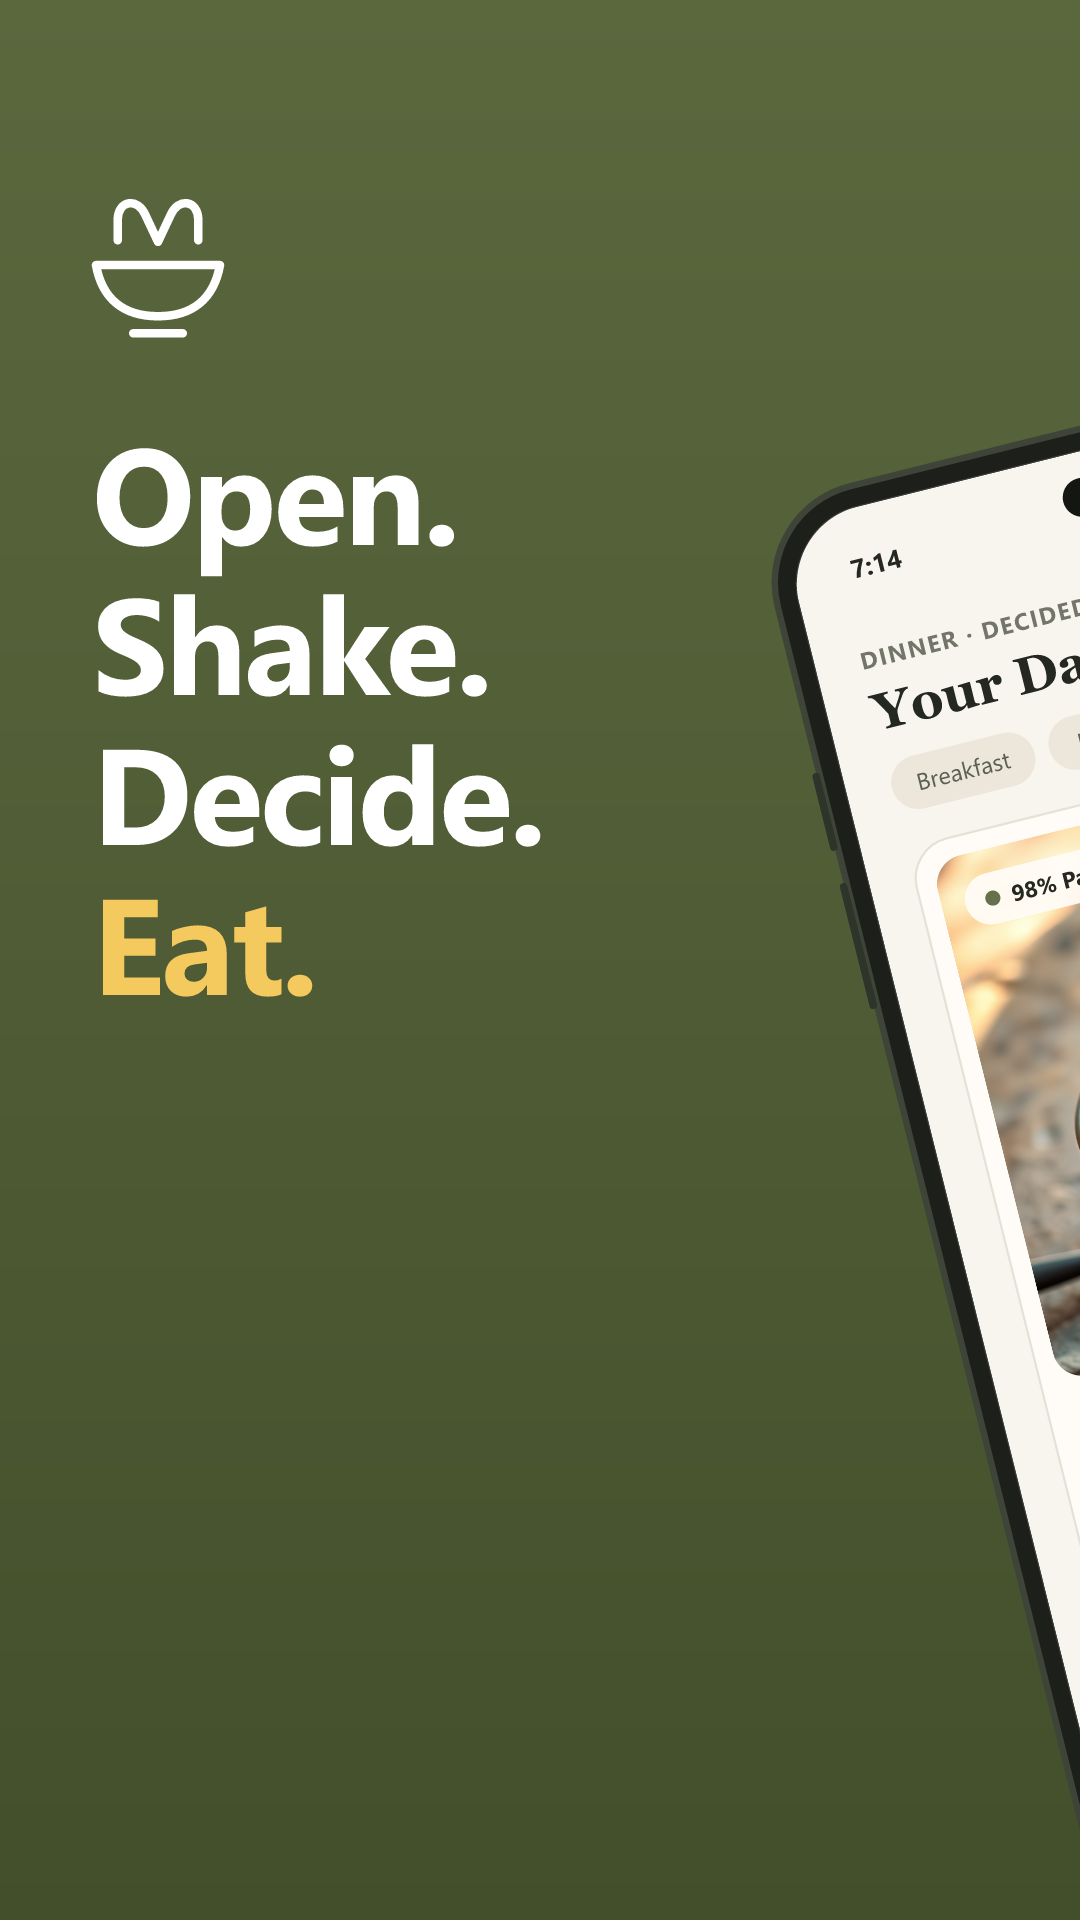 Open.
Shake.
Decide.
Eat.
7:14
DINNER · DECIDED
Your
Breakfast
98%